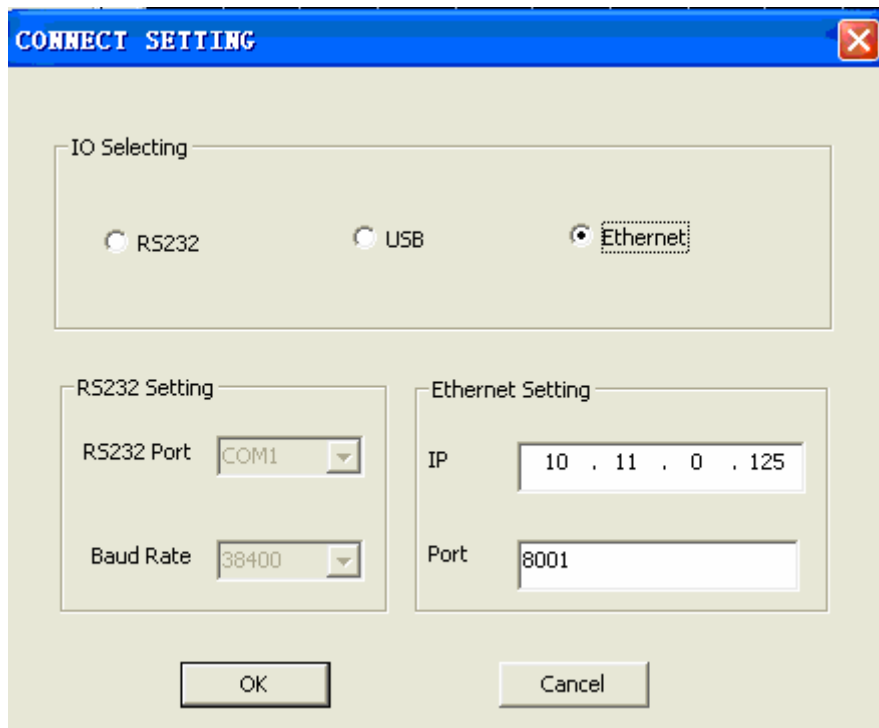 CONNECT SETTING
IO Selecting
RS232
USB
Ethernet
RS232 Setting
RS232 Port
COM1
Baud Rate
38400
Ethernet Setting
IP
10 . 11 . 0 . 125
Port
8001
OK
Cancel